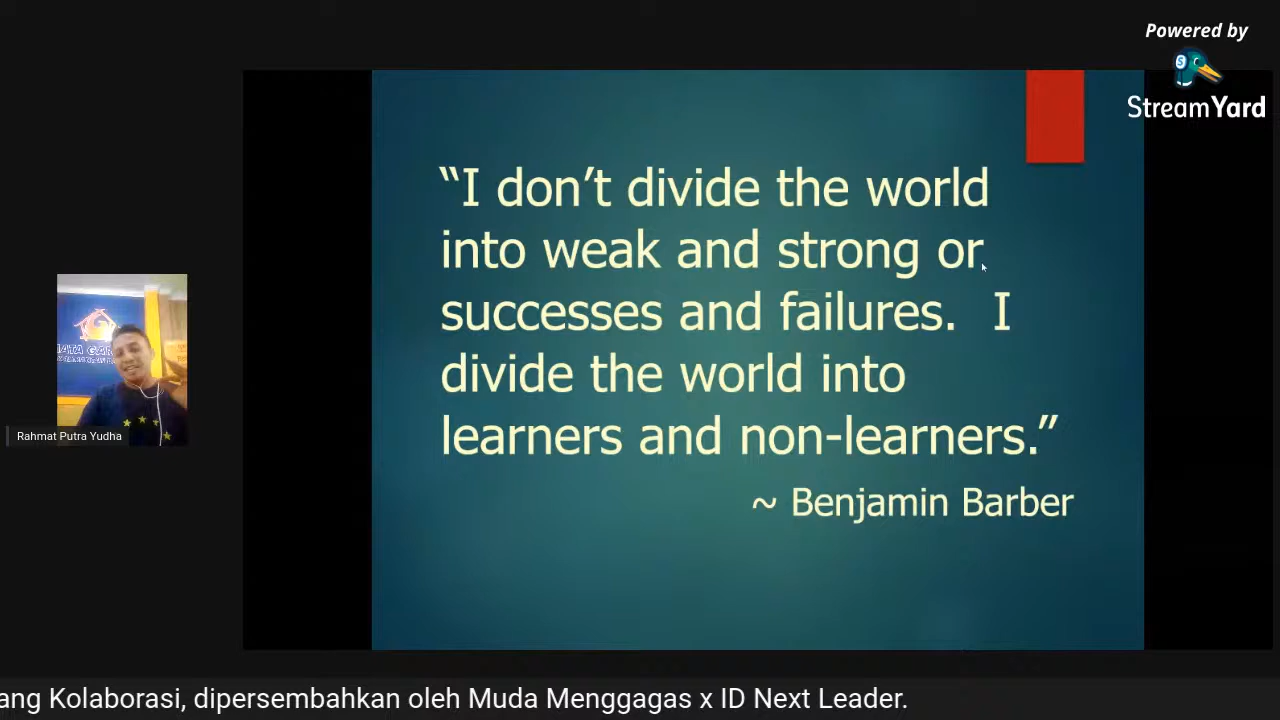 Powered by
StreamYard
“I don’t divide the world
into weak and strong or
successes and failures.  I
divide the world into
learners and non-learners.”
~ Benjamin Barber
Rahmat Putra Yudha
ang Kolaborasi, dipersembahkan oleh Muda Menggagas x ID Next Leader.